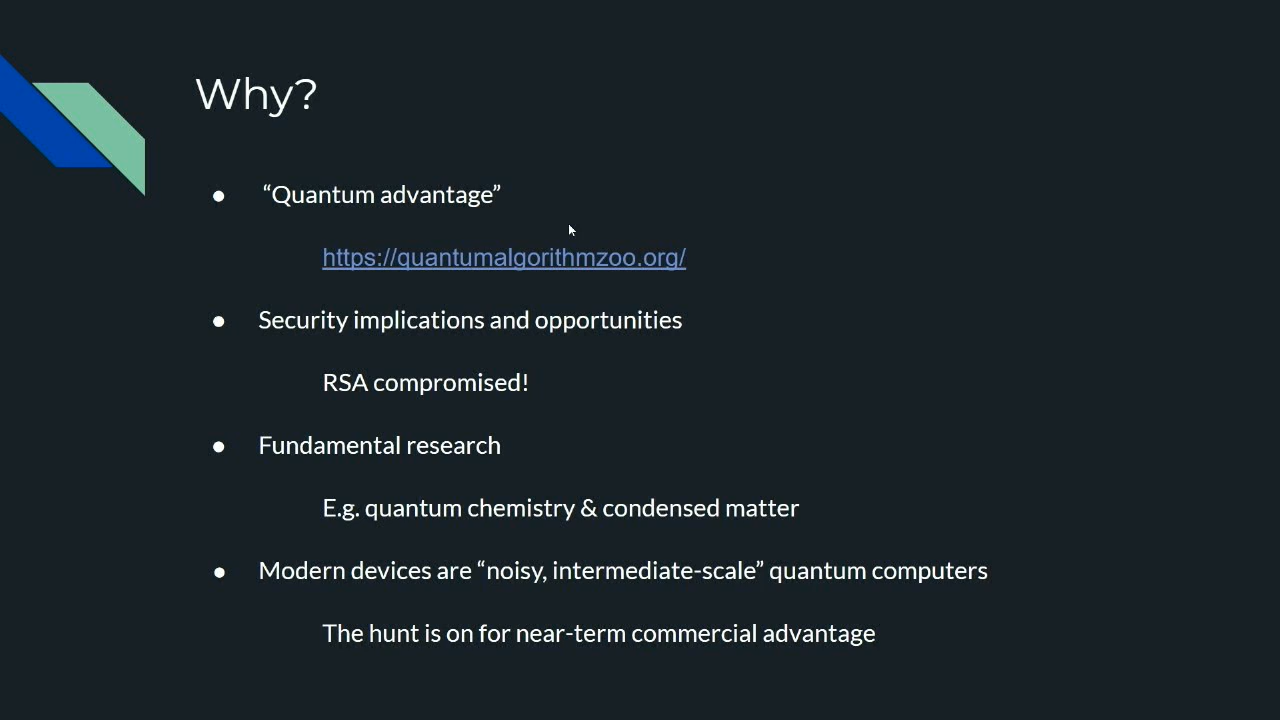 Why?
● “Quantum advantage”
https://quantumalgorithmzoo.org/
● Security implications and opportunities
RSA compromised!
● Fundamental research
E.g. quantum chemistry & condensed matter
● Modern devices are “noisy, intermediate-scale” quantum computers
The hunt is on for near-term commercial advantage